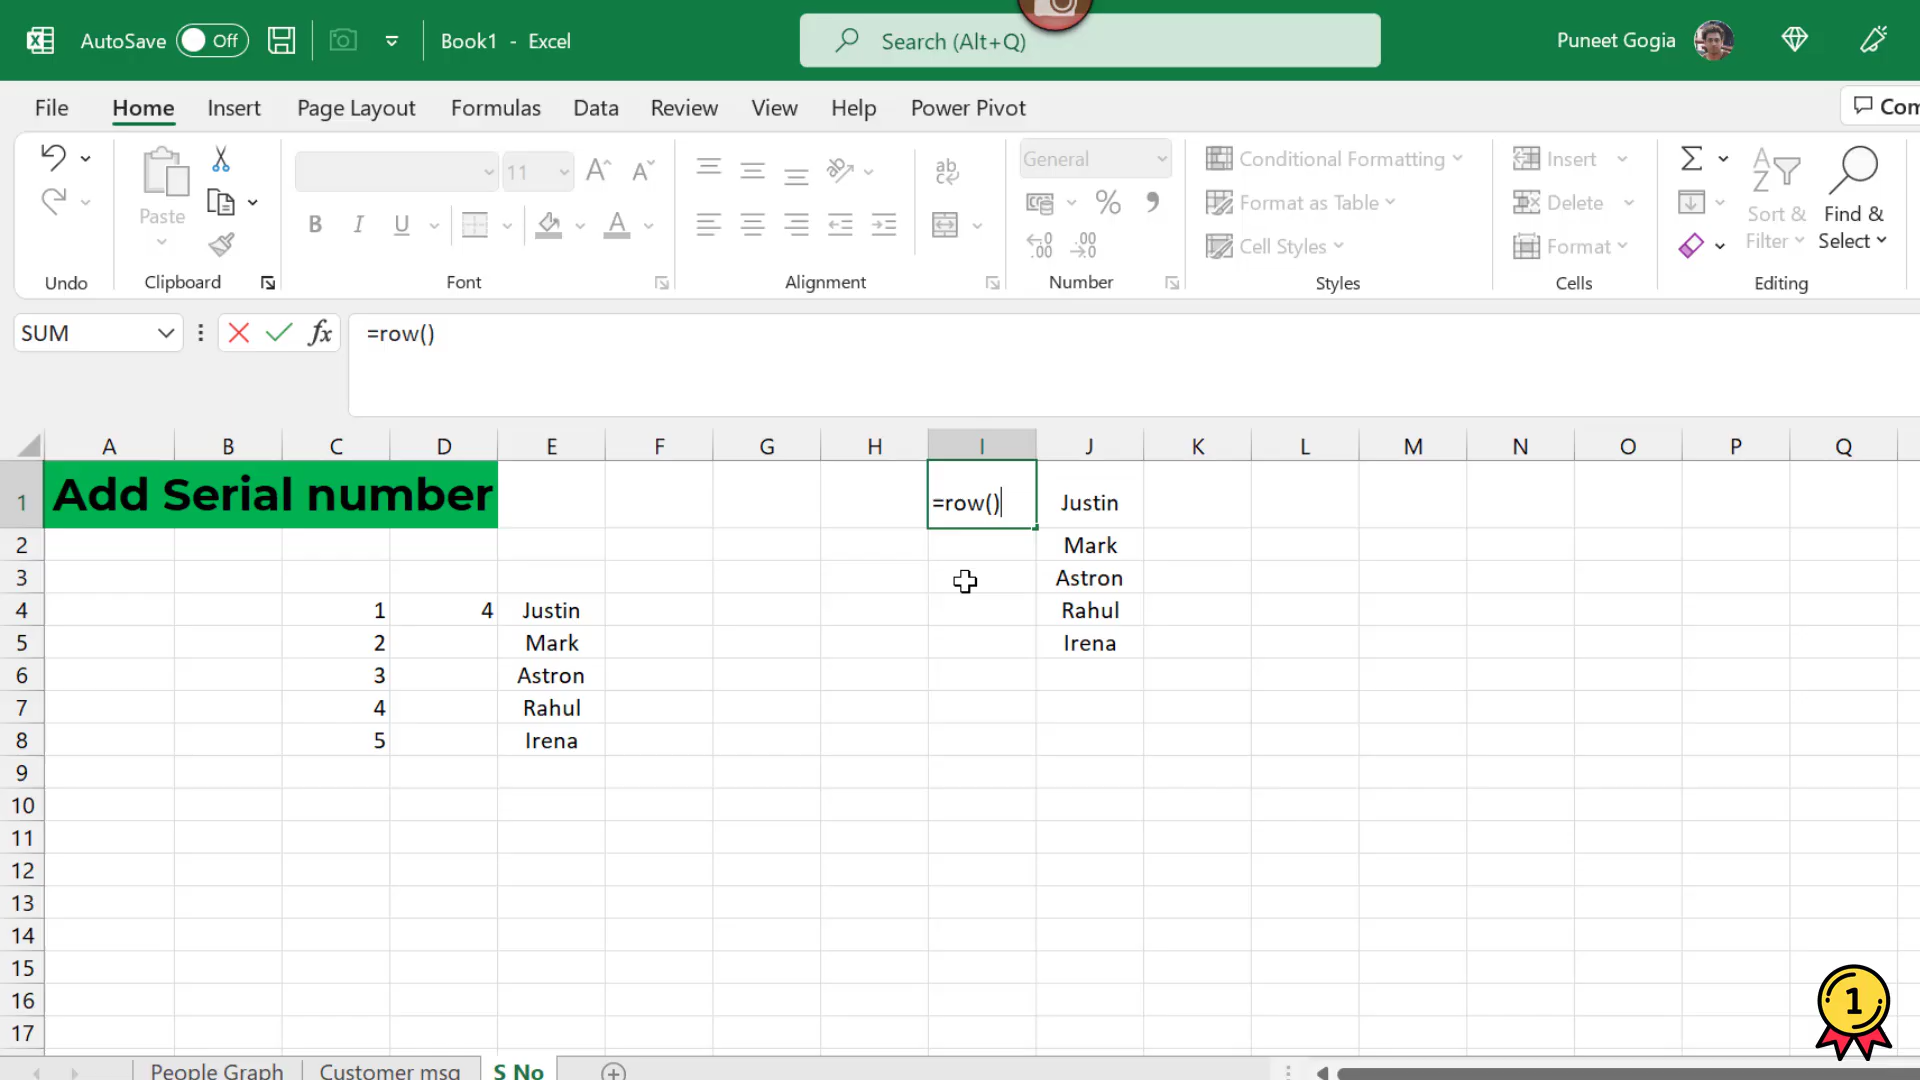 AutoSave Off Book1 - Excel Search (Alt+Q) Puneet Gogia
File Home Insert Page Layout Formulas Data Review View Help Power Pivot
Paste
11
B I U A
ab
General
% 9
Conditional Formatting
Format as Table
Cell Styles
Insert
Delete
Format
Sort &
Filter
Find &
Select
Undo Clipboard Font Alignment Number Styles Cells Editing
SUM fx =row()
A B C D E F G H I J K L M N O P Q
1 Add Serial number =row() Justin
2 Mark
3 Astron
4 1 4 Justin Rahul
5 2 Mark Irena
6 3 Astron
7 4 Rahul
8 5 Irena
9
10
11
12
13
14
15
16
17
1
People Graph Customer msg S No